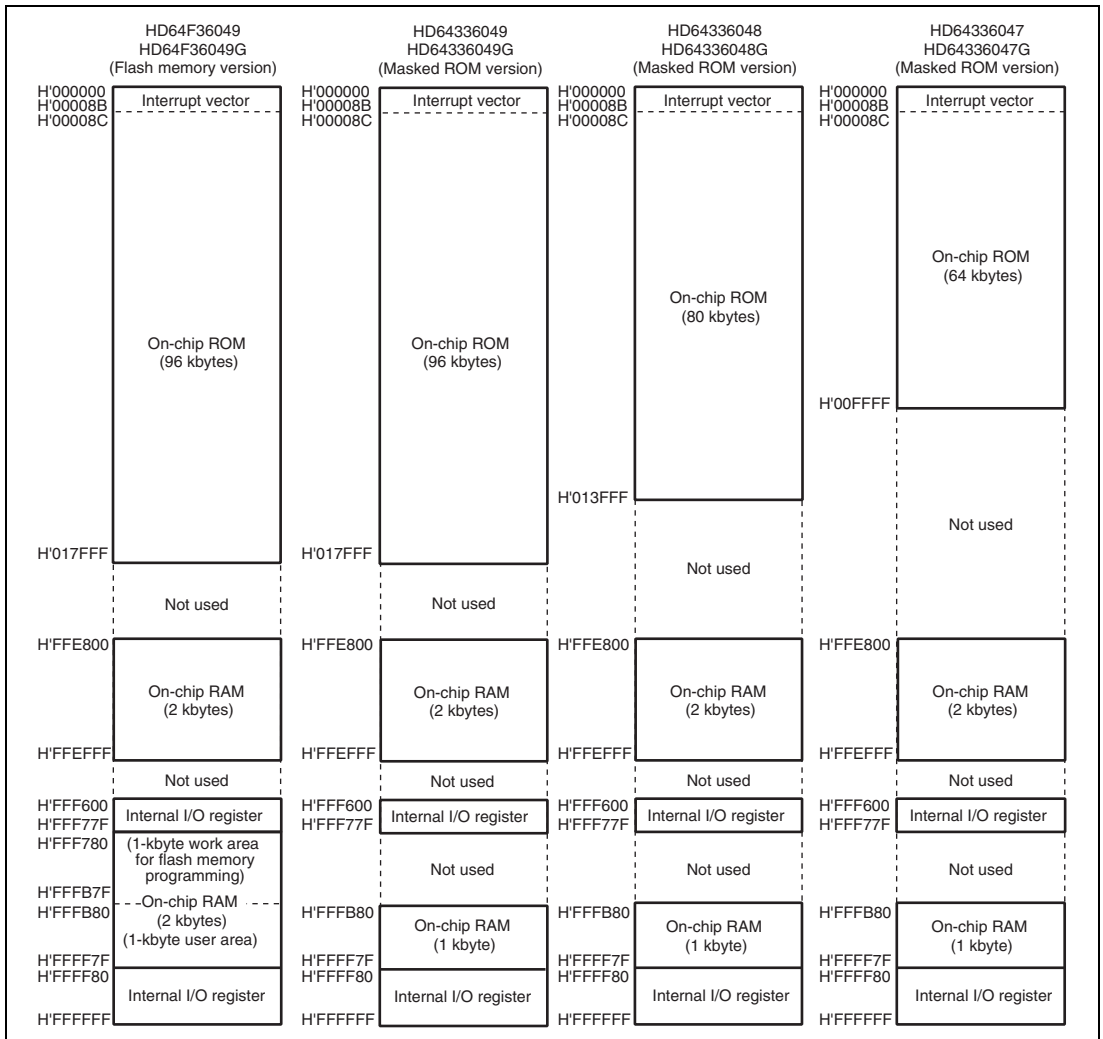 HD64F36049
HD64F36049G
(Flash memory version)
H'000000
H'00008B
H'00008C
Interrupt vector
On-chip ROM
(96 kbytes)
H'017FFF
Not used
H'FFE800
On-chip RAM
(2 kbytes)
H'FFEFFF
Not used
H'FFF600
H'FFF77F
Internal I/O register
H'FFF780
(1-kbyte work area
for flash memory
programming)
H'FFFB7F
H'FFFB80
On-chip RAM
(2 kbytes)
(1-kbyte user area)
H'FFFF7F
H'FFFF80
Internal I/O register
H'FFFFFF
HD64336049
HD64336049G
(Masked ROM version)
H'000000
H'00008B
H'00008C
Interrupt vector
On-chip ROM
(96 kbytes)
H'017FFF
Not used
H'FFE800
On-chip RAM
(2 kbytes)
H'FFEFFF
Not used
H'FFF600
H'FFF77F
Internal I/O register
Not used
H'FFFB80
On-chip RAM
(1 kbyte)
H'FFFF7F
H'FFFF80
Internal I/O register
H'FFFFFF
HD64336048
HD64336048G
(Masked ROM version)
H'000000
H'00008B
H'00008C
Interrupt vector
On-chip ROM
(80 kbytes)
H'013FFF
Not used
H'FFE800
On-chip RAM
(2 kbytes)
H'FFEFFF
Not used
H'FFF600
H'FFF77F
Internal I/O register
Not used
H'FFFB80
On-chip RAM
(1 kbyte)
H'FFFF7F
H'FFFF80
Internal I/O register
H'FFFFFF
HD64336047
HD64336047G
(Masked ROM version)
H'000000
H'00008B
H'00008C
Interrupt vector
On-chip ROM
(64 kbytes)
H'00FFFF
Not used
H'FFE800
On-chip RAM
(2 kbytes)
H'FFEFFF
Not used
H'FFF600
H'FFF77F
Internal I/O register
Not used
H'FFFB80
On-chip RAM
(1 kbyte)
H'FFFF7F
H'FFFF80
Internal I/O register
H'FFFFFF